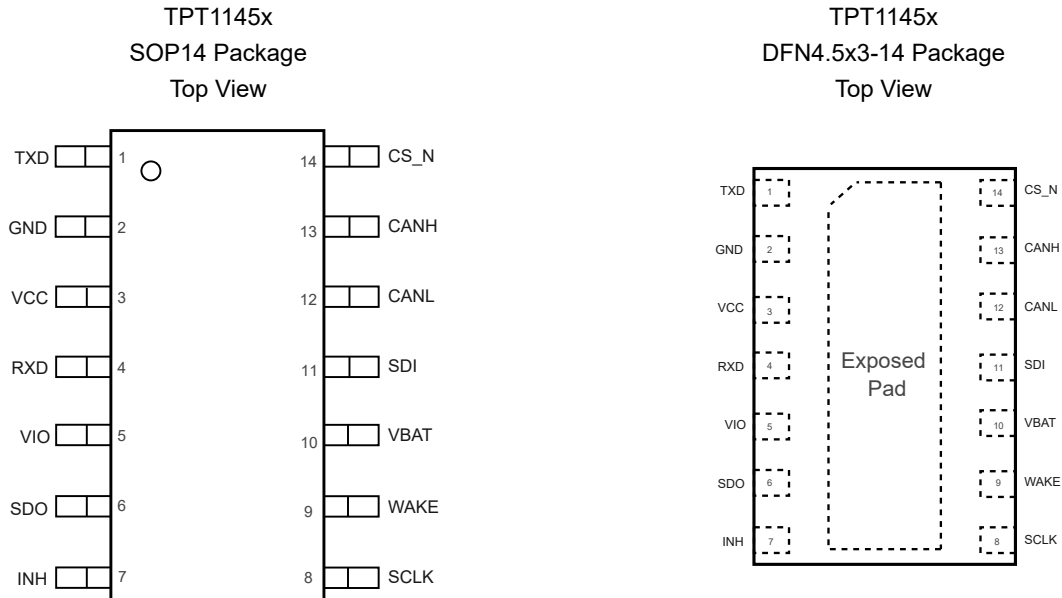 TPT1145x
SOP14 Package
Top View
TXD 1 14 CS_N
GND 2 13 CANH
VCC 3 12 CANL
RXD 4 11 SDI
VIO 5 10 VBAT
SDO 6 9 WAKE
INH 7 8 SCLK
TPT1145x
DFN4.5x3-14 Package
Top View
TXD 1 14 CS_N
GND 2 13 CANH
VCC 3 12 CANL
RXD 4 11 SDI
Exposed
Pad
VIO 5 10 VBAT
SDO 6 9 WAKE
INH 7 8 SCLK